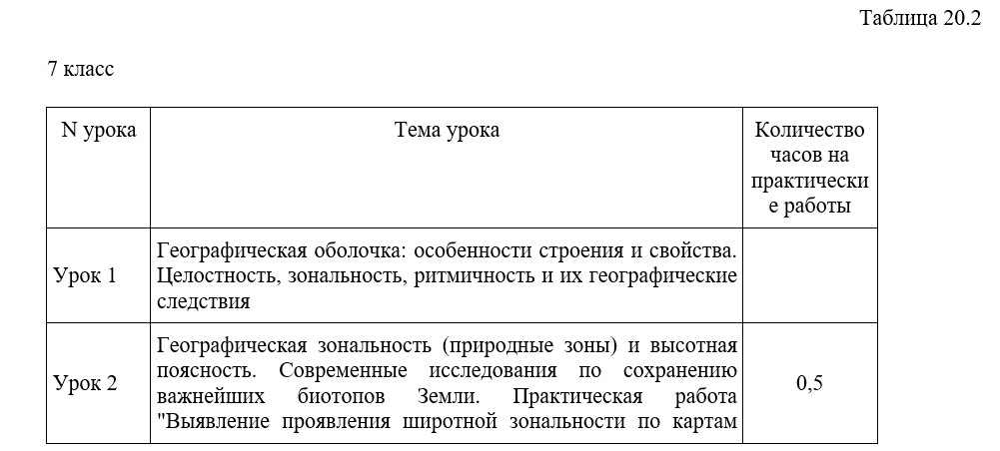 Таблица 20.2
7 класс
N урока
Тема урока
Количество
часов на
практически
е работы
Урок 1
Географическая оболочка: особенности строения и свойства.
Целостность, зональность, ритмичность и их географические
следствия
Урок 2
Географическая зональность (природные зоны) и высотная
поясность. Современные исследования по сохранению
важнейших биотопов Земли. Практическая работа
"Выявление проявления широтной зональности по картам
0,5